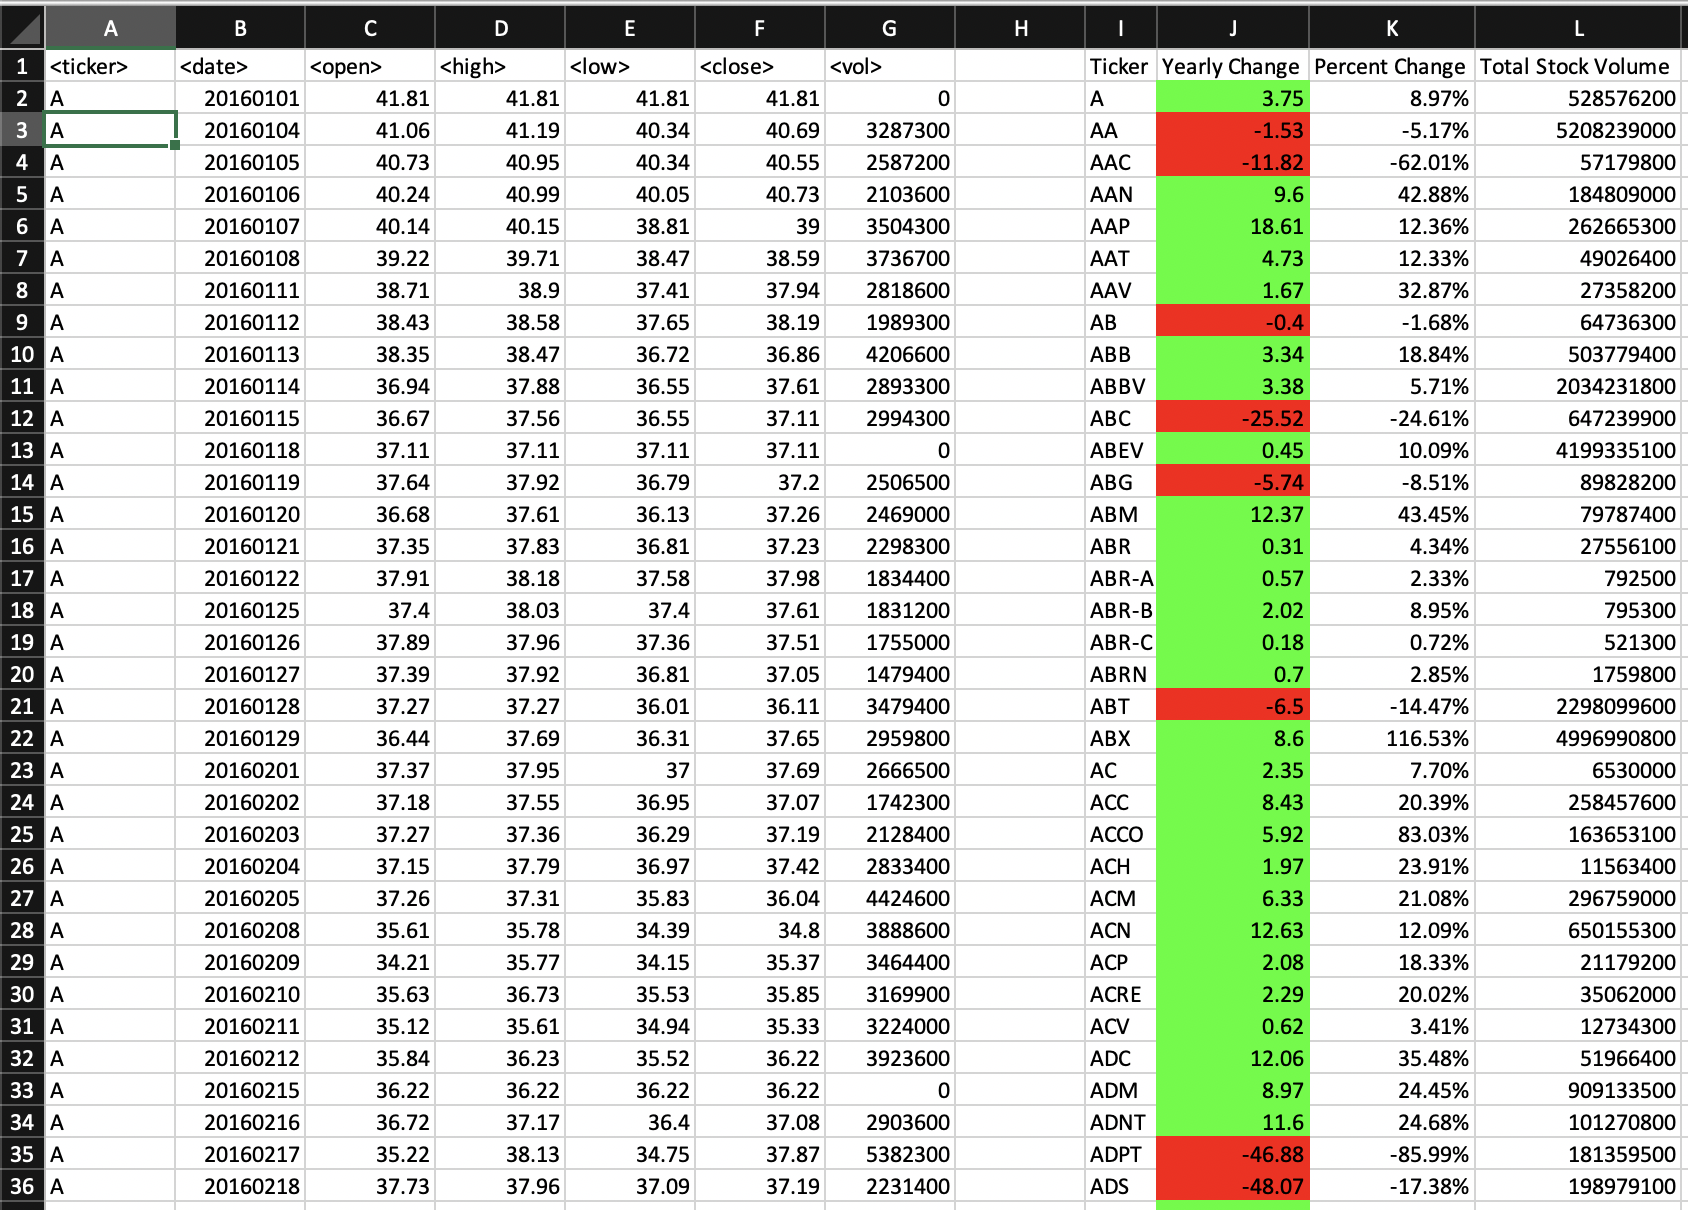 A B C D E F G H I J K L
1 <ticker> <date> <open> <high> <low> <close> <vol> Ticker Yearly Change Percent Change Total Stock Volume
2 A 20160101 41.81 41.81 41.81 41.81 0 A 3.75 8.97% 528576200
3 A 20160104 41.06 41.19 40.34 40.69 3287300 AA -1.53 -5.17% 5208239000
4 A 20160105 40.73 40.95 40.34 40.55 2587200 AAC -11.82 -62.01% 57179800
5 A 20160106 40.24 40.99 40.05 40.73 2103600 AAN 9.6 42.88% 184809000
6 A 20160107 40.14 40.15 38.81 39 3504300 AAP 18.61 12.36% 262665300
7 A 20160108 39.22 39.71 38.47 38.59 3736700 AAT 4.73 12.33% 49026400
8 A 20160111 38.71 38.9 37.41 37.94 2818600 AAV 1.67 32.87% 27358200
9 A 20160112 38.43 38.58 37.65 38.19 1989300 AB -0.4 -1.68% 64736300
10 A 20160113 38.35 38.47 36.72 36.86 4206600 ABB 3.34 18.84% 503779400
11 A 20160114 36.94 37.88 36.55 37.61 2893300 ABBV 3.38 5.71% 2034231800
12 A 20160115 36.67 37.56 36.55 37.11 2994300 ABC -25.52 -24.61% 647239900
13 A 20160118 37.11 37.11 37.11 37.11 0 ABEV 0.45 10.09% 4199335100
14 A 20160119 37.64 37.92 36.79 37.2 2506500 ABG -5.74 -8.51% 89828200
15 A 20160120 36.68 37.61 36.13 37.26 2469000 ABM 12.37 43.45% 79787400
16 A 20160121 37.35 37.83 36.81 37.23 2298300 ABR 0.31 4.34% 27556100
17 A 20160122 37.91 38.18 37.58 37.98 1834400 ABR-A 0.57 2.33% 792500
18 A 20160125 37.4 38.03 37.4 37.61 1831200 ABR-B 2.02 8.95% 795300
19 A 20160126 37.89 37.96 37.36 37.51 1755000 ABR-C 0.18 0.72% 521300
20 A 20160127 37.39 37.92 36.81 37.05 1479400 ABRN 0.7 2.85% 1759800
21 A 20160128 37.27 37.27 36.01 36.11 3479400 ABT -6.5 -14.47% 2298099600
22 A 20160129 36.44 37.69 36.31 37.65 2959800 ABX 8.6 116.53% 4996990800
23 A 20160201 37.37 37.95 37 37.69 2666500 AC 2.35 7.70% 6530000
24 A 20160202 37.18 37.55 36.95 37.07 1742300 ACC 8.43 20.39% 258457600
25 A 20160203 37.27 37.36 36.29 37.19 2128400 ACCO 5.92 83.03% 163653100
26 A 20160204 37.15 37.79 36.97 37.42 2833400 ACH 1.97 23.91% 11563400
27 A 20160205 37.26 37.31 35.83 36.04 4424600 ACM 6.33 21.08% 296759000
28 A 20160208 35.61 35.78 34.39 34.8 3888600 ACN 12.63 12.09% 650155300
29 A 20160209 34.21 35.77 34.15 35.37 3464400 ACP 2.08 18.33% 21179200
30 A 20160210 35.63 36.73 35.53 35.85 3169900 ACRE 2.29 20.02% 35062000
31 A 20160211 35.12 35.61 34.94 35.33 3224000 ACV 0.62 3.41% 12734300
32 A 20160212 35.84 36.23 35.52 36.22 3923600 ADC 12.06 35.48% 51966400
33 A 20160215 36.22 36.22 36.22 36.22 0 ADM 8.97 24.45% 909133500
34 A 20160216 36.72 37.17 36.4 37.08 2903600 ADNT 11.6 24.68% 101270800
35 A 20160217 35.22 38.13 34.75 37.87 5382300 ADPT -46.88 -85.99% 181359500
36 A 20160218 37.73 37.96 37.09 37.19 2231400 ADS -48.07 -17.38% 198979100